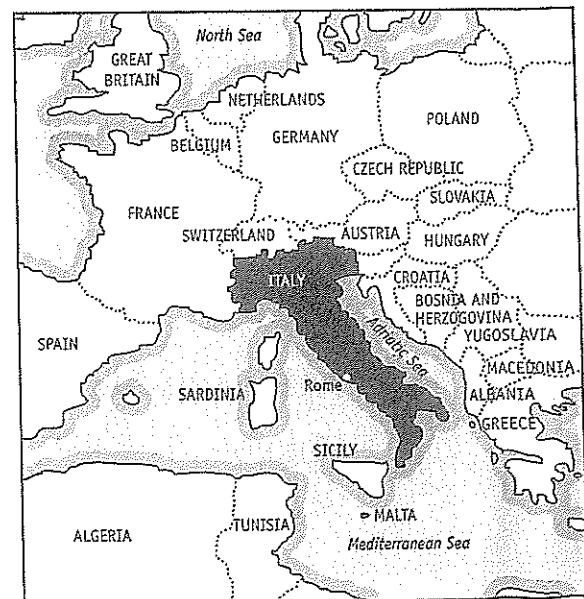 North Sea
GREAT
BRITAIN
NETHERLANDS
POLAND
BELGIUM
GERMANY
CZECH REPUBLIC
SLOVAKIA
FRANCE
SWITZERLAND
AUSTRIA
HUNGARY
ITALY
CROATIA
BOSNIA AND
HERZOGOVINA
Adriatic Sea
YUGOSLAVIA
SPAIN
MACEDONIA
SARDINIA
Rome
ALBANIA
GREECE
SICILY
MALTA
ALGERIA
TUNISIA
Mediterranean Sea